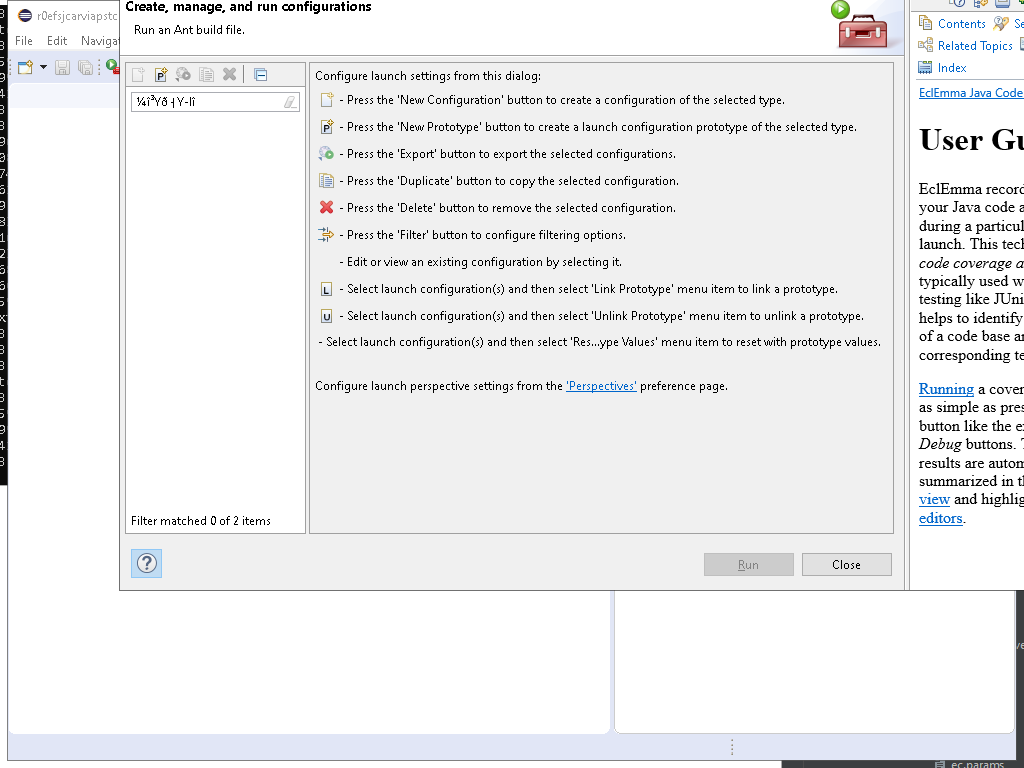 Create, manage, and run configurations
Run an Ant build file.
r0efsjcarviapstc
File Edit Naviga
Configure launch settings from this dialog:
- Press the 'New Configuration' button to create a configuration of the selected type.
- Press the 'New Prototype' button to create a launch configuration prototype of the selected type.
- Press the 'Export' button to export the selected configurations.
- Press the 'Duplicate' button to copy the selected configuration.
- Press the 'Delete' button to remove the selected configuration.
- Press the 'Filter' button to configure filtering options.
- Edit or view an existing configuration by selecting it.
L - Select launch configuration(s) and then select 'Link Prototype' menu item to link a prototype.
U - Select launch configuration(s) and then select 'Unlink Prototype' menu item to unlink a prototype.
- Select launch configuration(s) and then select 'Res...ype Values' menu item to reset with prototype values.
Configure launch perspective settings from the 'Perspectives' preference page.
Filter matched 0 of 2 items
Run Close
Contents Se
Related Topics
Index
EclEmma Java Code
User Gu
EclEmma record
your Java code a
during a particul
launch. This tech
code coverage a
typically used w
testing like JUni
helps to identify
of a code base an
corresponding te
Running a cover
as simple as pres
button like the ex
Debug buttons. T
results are autom
summarized in th
view and highlig
editors.
ec.params